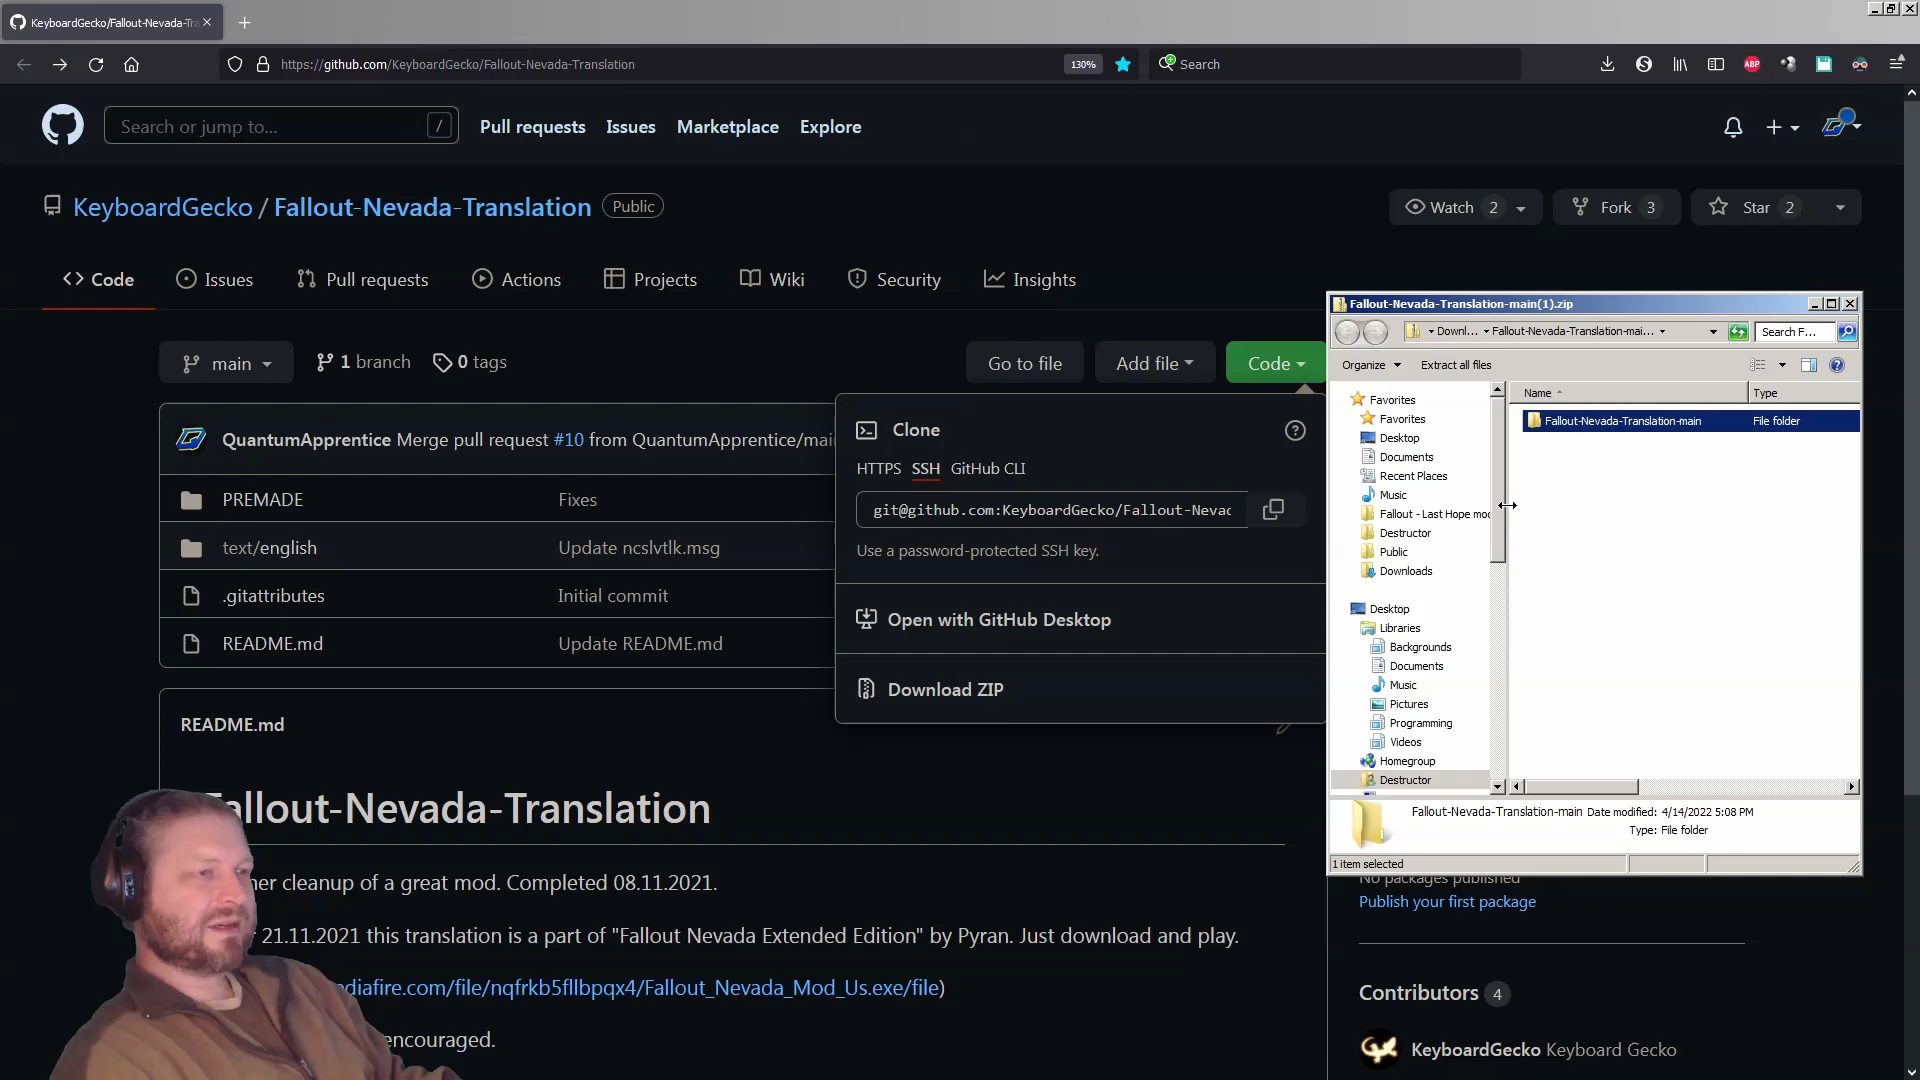 KeyboardGecko/Fallout-Nevada-Tra
https://github.com/KeyboardGecko/Fallout-Nevada-Translation
130%
Search
ABP
Search or jump to...
/
Pull requests
Issues
Marketplace
Explore
KeyboardGecko / Fallout-Nevada-Translation
Public
Watch 2
Fork 3
Star 2
Code
Issues
Pull requests
Actions
Projects
Wiki
Security
Insights
main
1 branch
0 tags
Go to file
Add file
Code
QuantumApprentice Merge pull request #10 from QuantumApprentice/mai
PREMADE
Fixes
text/english
Update ncslvtlk.msg
.gitattributes
Initial commit
README.md
Update README.md
Clone
HTTPS
SSH
GitHub CLI
git@github.com:KeyboardGecko/Fallout-Nevac
Use a password-protected SSH key.
Open with GitHub Desktop
Download ZIP
README.md
Fallout-Nevada-Translation
her cleanup of a great mod. Completed 08.11.2021.
21.11.2021 this translation is a part of "Fallout Nevada Extended Edition" by Pyran. Just download and play.
diafire.com/file/nqfrkb5fllbpqx4/Fallout_Nevada_Mod_Us.exe/file)
encouraged.
Fallout-Nevada-Translation-main(1).zip
Downl...
Fallout-Nevada-Translation-mai...
Search F...
Organize
Extract all files
Favorites
Favorites
Desktop
Documents
Recent Places
Music
Fallout - Last Hope mod
Destructor
Public
Downloads
Desktop
Libraries
Backgrounds
Documents
Music
Pictures
Programming
Videos
Homegroup
Destructor
Name
Type
Fallout-Nevada-Translation-main
File folder
Fallout-Nevada-Translation-main Date modified: 4/14/2022 5:08 PM
Type: File folder
1 item selected
No packages published
Publish your first package
Contributors 4
KeyboardGecko Keyboard Gecko